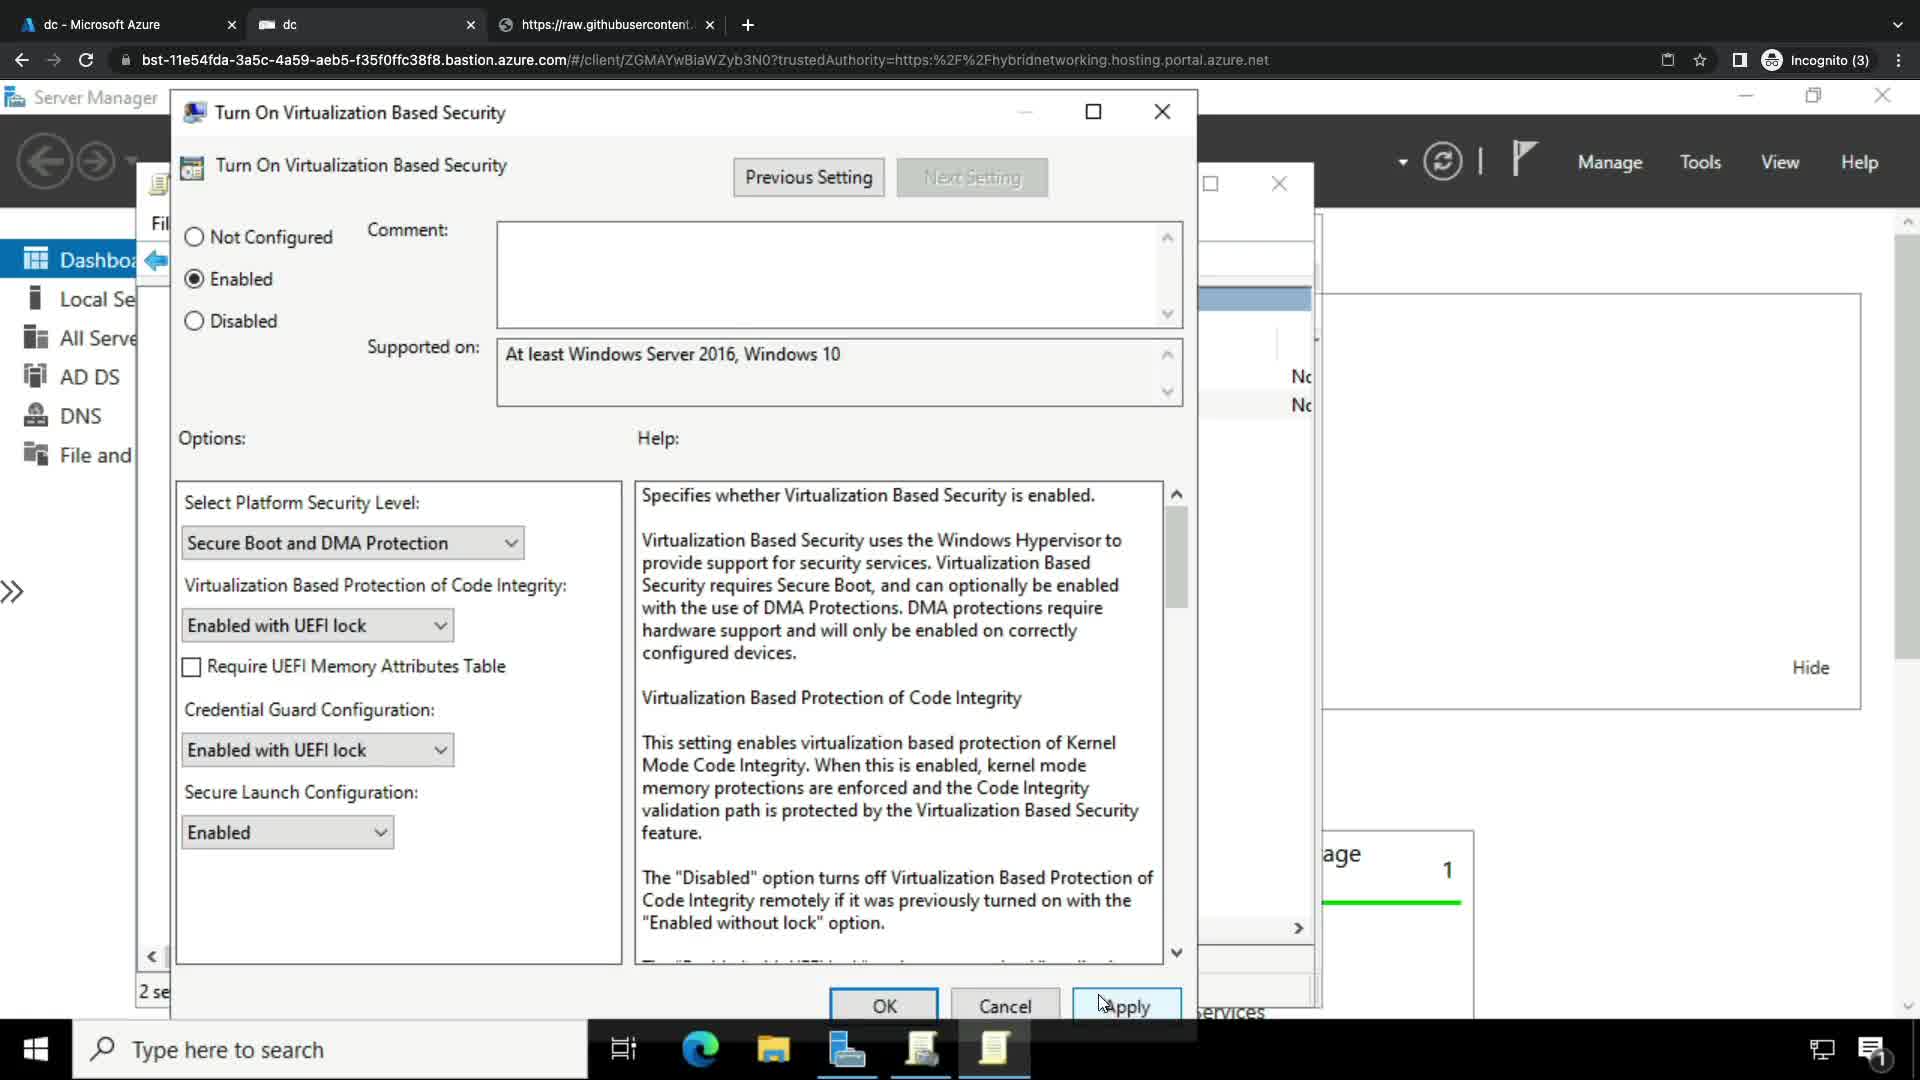 dc - Microsoft Azure
dc
https://raw.githubusercontent.
bst-11e54fda-3a5c-4a59-aeb5-f35f0ffc38f8.bastion.azure.com/#/client/ZGMAYwBiaWZyb3N0?trustedAuthority=https:%2F%2Fhybridnetworking.hosting.portal.azure.net
Incognito (3)
Server Manager
Turn On Virtualization Based Security
Turn On Virtualization Based Security
Previous Setting
Next Setting
Manage
Tools
View
Help
Fil
Not Configured
Comment:
Enabled
Disabled
Supported on:
At least Windows Server 2016, Windows 10
Dashboa
Local Se
All Serve
AD DS
DNS
File and
No
No
Options:
Help:
Select Platform Security Level:
Secure Boot and DMA Protection
Virtualization Based Protection of Code Integrity:
Enabled with UEFI lock
Require UEFI Memory Attributes Table
Credential Guard Configuration:
Enabled with UEFI lock
Secure Launch Configuration:
Enabled
Specifies whether Virtualization Based Security is enabled.
Virtualization Based Security uses the Windows Hypervisor to
provide support for security services. Virtualization Based
Security requires Secure Boot, and can optionally be enabled
with the use of DMA Protections. DMA protections require
hardware support and will only be enabled on correctly
configured devices.
Virtualization Based Protection of Code Integrity
This setting enables virtualization based protection of Kernel
Mode Code Integrity. When this is enabled, kernel mode
memory protections are enforced and the Code Integrity
validation path is protected by the Virtualization Based Security
feature.
The "Disabled" option turns off Virtualization Based Protection of
Code Integrity remotely if it was previously turned on with the
"Enabled without lock" option.
Hide
age
1
2 se
OK
Cancel
Apply
Services
Type here to search
1